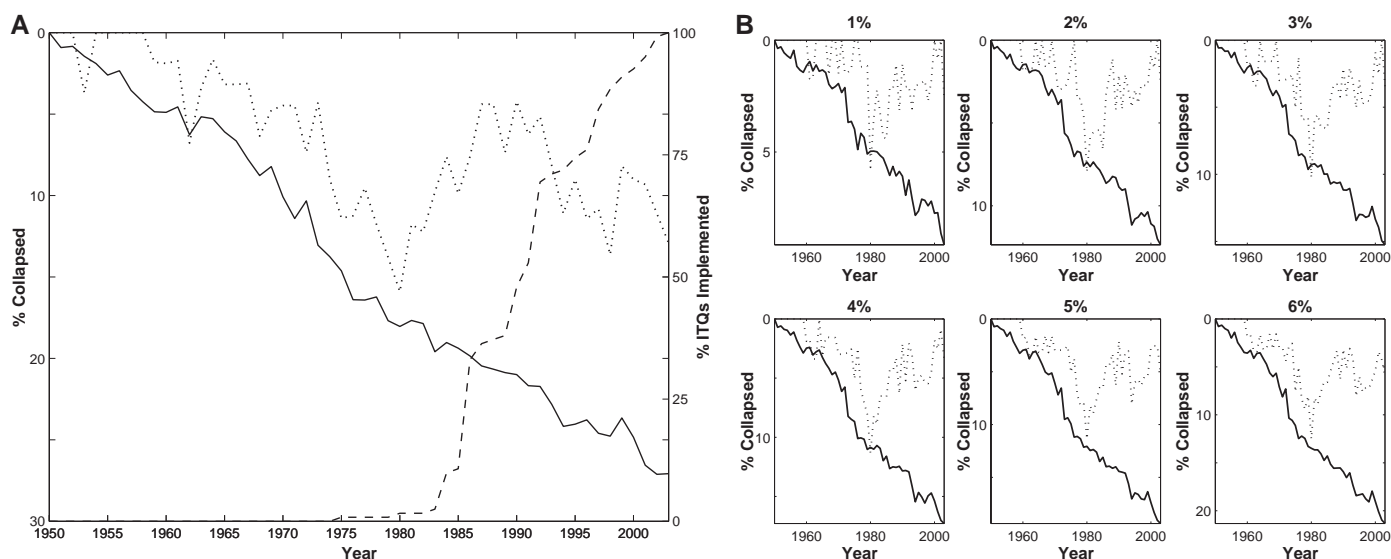 A
0
10
20
30
% Collapsed
100
75
50
25
0
% ITQs Implemented
1950 1955 1960 1965 1970 1975 1980 1985 1990 1995 2000
Year
B
1%
0
5
% Collapsed
1960 1980 2000
Year
2%
0
10
% Collapsed
1960 1980 2000
Year
3%
0
10
% Collapsed
1960 1980 2000
Year
4%
0
10
% Collapsed
1960 1980 2000
Year
5%
0
10
% Collapsed
1960 1980 2000
Year
6%
0
10
20
% Collapsed
1960 1980 2000
Year